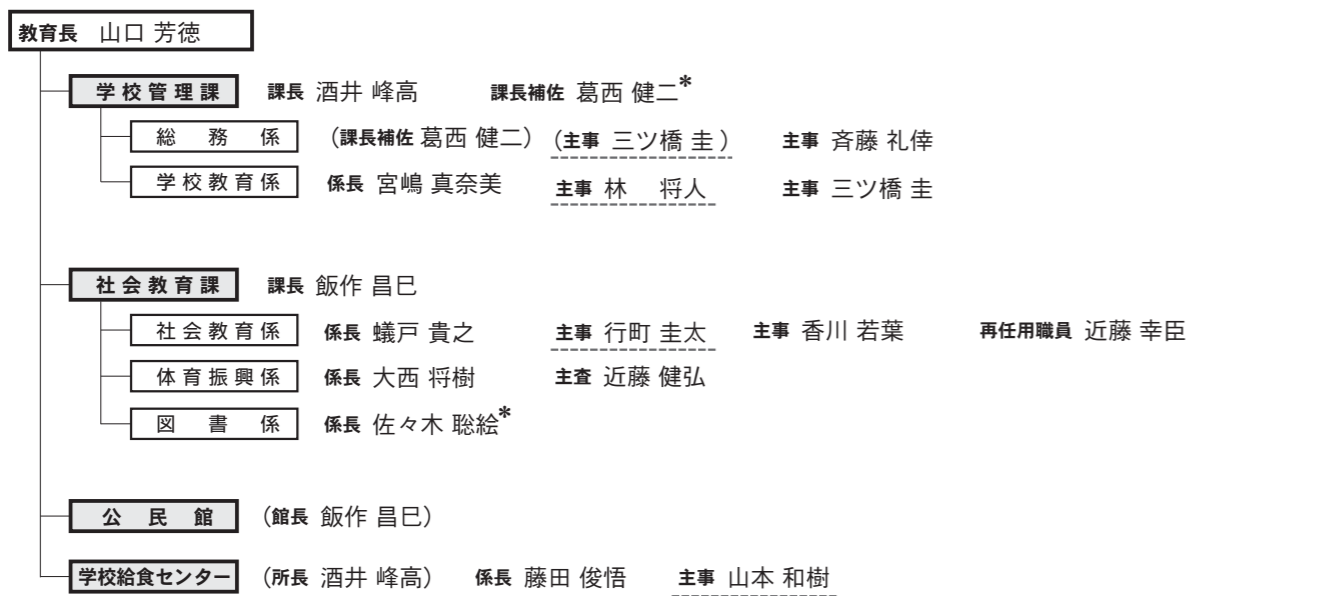 教育長 山口 芳徳
学校管理課 課長 酒井 峰高 課長補佐 葛西 健二*
総務係 (課長補佐 葛西 健二) (主事 三ツ橋 圭) 主事 斉藤 礼倖
学校教育係 係長 宮嶋 真奈美 主事 林 将人 主事 三ツ橋 圭
社会教育課 課長 飯作 昌巳
社会教育係 係長 蟻戸 貴之 主事 行町 圭太 主事 香川 若葉 再任用職員 近藤 幸臣
体育振興係 係長 大西 将樹 主査 近藤 健弘
図書係 係長 佐々木 聡絵*
公民館 (館長 飯作 昌巳)
学校給食センター (所長 酒井 峰高) 係長 藤田 俊悟 主事 山本 和樹